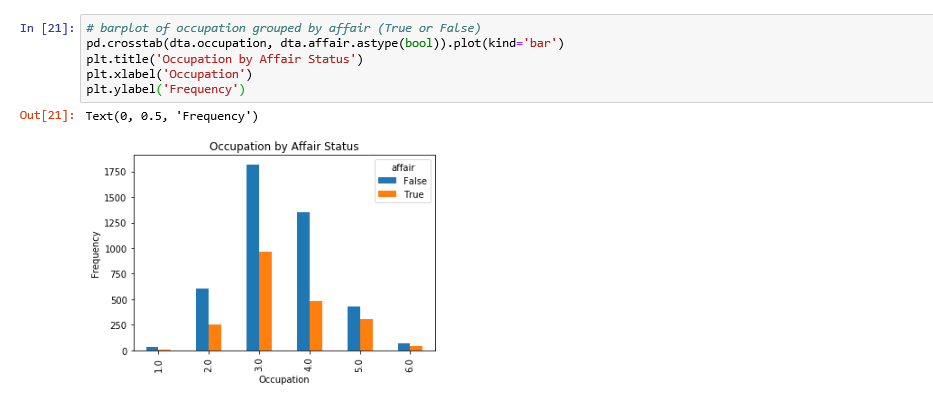 In [21]: # barplot of occupation grouped by affair (True or False)
pd.crosstab(dta.occupation, dta.affair.astype(bool)).plot(kind='bar')
plt.title('Occupation by Affair Status')
plt.xlabel('Occupation')
plt.ylabel('Frequency')
Out[21]: Text(0, 0.5, 'Frequency')
Occupation by Affair Status
affair
False
True
1750
1500
1250
1000
750
500
250
0
Frequency
1.0 2.0 3.0 4.0 5.0 6.0
Occupation